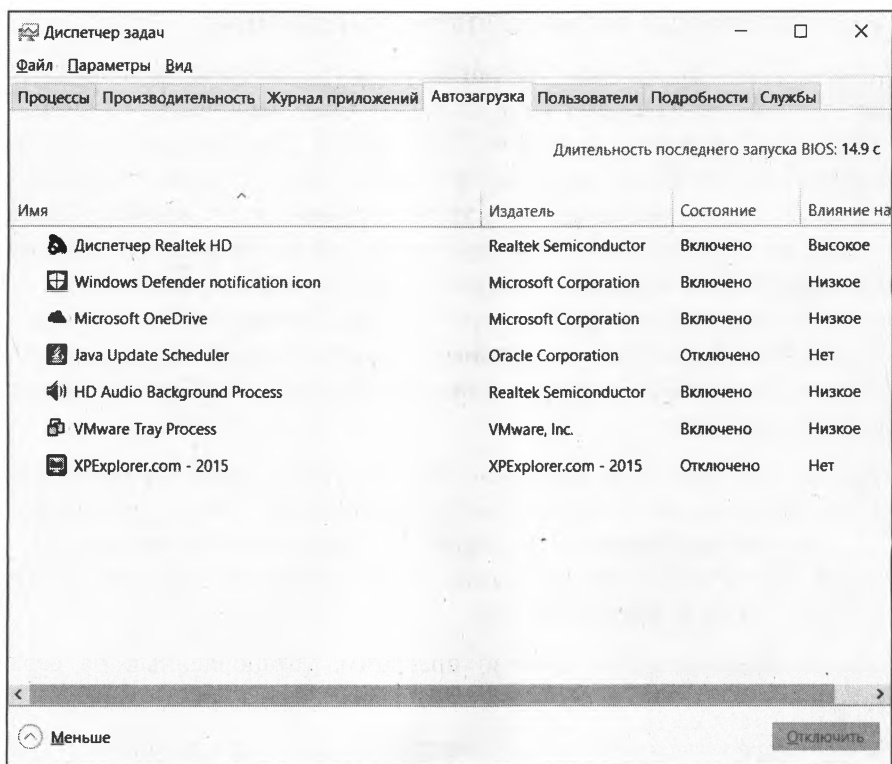 Диспетчер задач
Файл Параметры Вид
Процессы Производительность Журнал приложений Автозагрузка Пользователи Подробности Службы
Длительность последнего запуска BIOS: 14.9 с
Имя Издатель Состояние Влияние на
Диспетчер Realtek HD Realtek Semiconductor Включено Высокое
Windows Defender notification icon Microsoft Corporation Включено Низкое
Microsoft OneDrive Microsoft Corporation Включено Низкое
Java Update Scheduler Oracle Corporation Отключено Нет
HD Audio Background Process Realtek Semiconductor Включено Низкое
VMware Tray Process VMware, Inc. Включено Низкое
XPExplorer.com - 2015 XPExplorer.com - 2015 Отключено Нет
Меньше Отключить